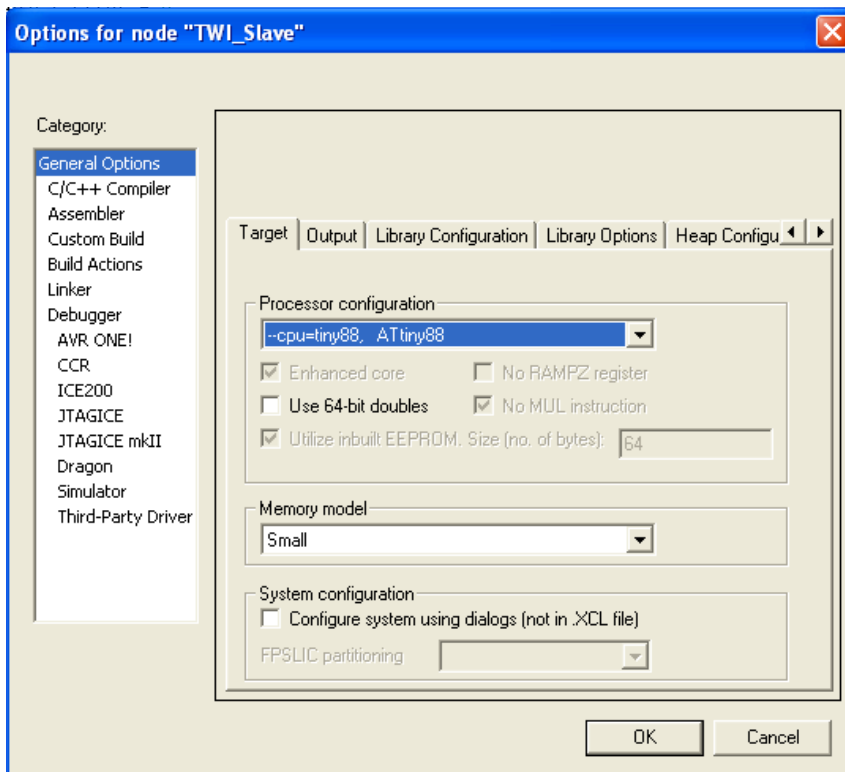 Options for node "TWI_Slave"
Category:
General Options
C/C++ Compiler
Assembler
Custom Build
Build Actions
Linker
Debugger
AVR ONE!
CCR
ICE200
JTAGICE
JTAGICE mkII
Dragon
Simulator
Third-Party Driver
Target Output Library Configuration Library Options Heap Configu
Processor configuration
--cpu=tiny88, ATtiny88
Enhanced core No RAMPZ register
Use 64-bit doubles No MUL instruction
Utilize inbuilt EEPROM. Size (no. of bytes): 64
Memory model
Small
System configuration
Configure system using dialogs (not in .XCL file)
FPSLIC partitioning
OK Cancel